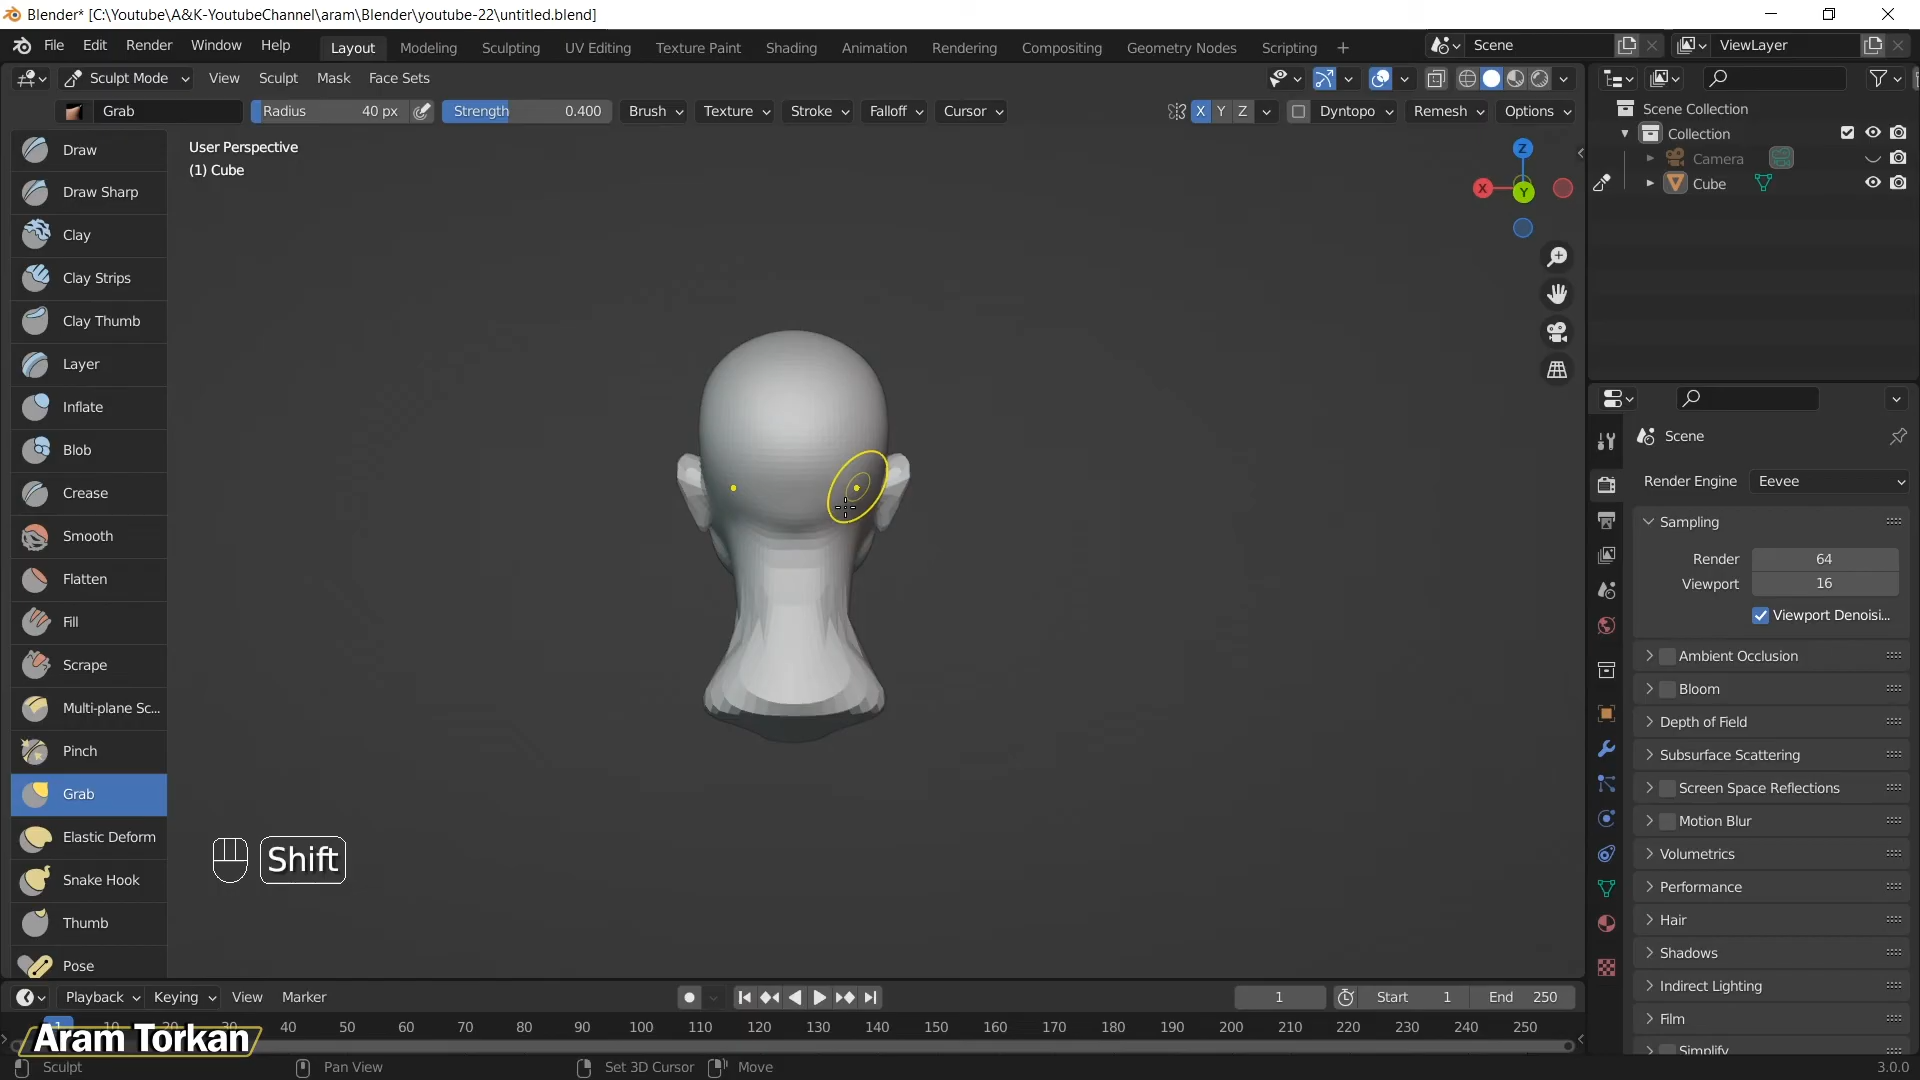 Blender* [C:\Youtube\A&K-YoutubeChannel\aram\Blender\youtube-22\untitled.blend]
File Edit Render Window Help Layout Modeling Sculpting UV Editing Texture Paint Shading Animation Rendering Compositing Geometry Nodes Scripting + Scene ViewLayer
Sculpt Mode View Sculpt Mask Face Sets
Grab Radius 40 px Strength 0.400 Brush Texture Stroke Falloff Cursor X Y Z Dyntopo Remesh Options
User Perspective
(1) Cube
Z
X
Y
Draw
Draw Sharp
Clay
Clay Strips
Clay Thumb
Layer
Inflate
Blob
Crease
Smooth
Flatten
Fill
Scrape
Multi-plane Sc...
Pinch
Grab
Elastic Deform
Snake Hook
Thumb
Pose
Shift
Scene Collection
Collection
Camera
Cube
Scene
Render Engine Eevee
Sampling
Render 64
Viewport 16
Viewport Denoisi...
Ambient Occlusion
Bloom
Depth of Field
Subsurface Scattering
Screen Space Reflections
Motion Blur
Volumetrics
Performance
Hair
Shadows
Indirect Lighting
Film
Simplify
Playback Keying View Marker 1 Start 1 End 250
1 10 20 30 40 50 60 70 80 90 100 110 120 130 140 150 160 170 180 190 200 210 220 230 240 250
Aram Torkan
Sculpt Pan View Set 3D Cursor Move 3.0.0